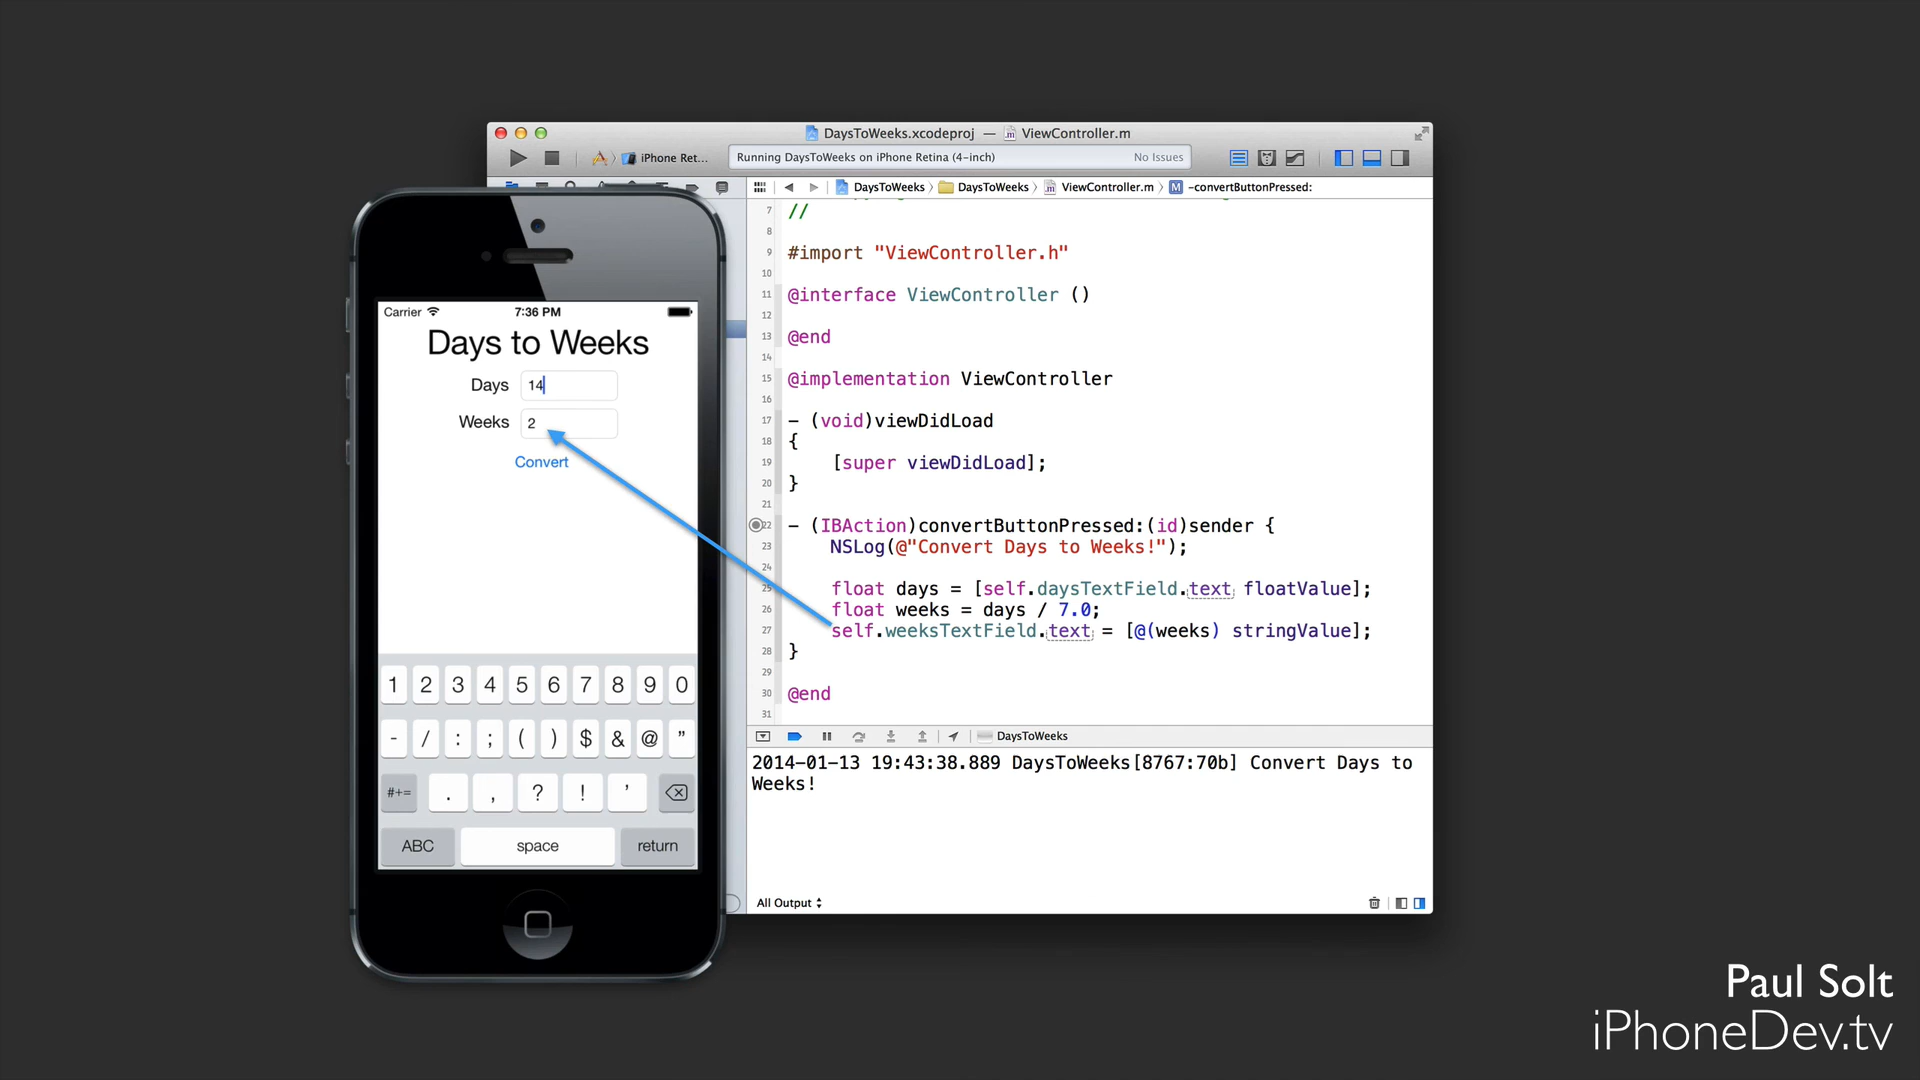 DaysToWeeks.xcodeproj — ViewController.m
iPhone Ret...
Running DaysToWeeks on iPhone Retina (4-inch) No Issues
DaysToWeeks DaysToWeeks ViewController.m M -convertButtonPressed:
7 //
8
9 #import "ViewController.h"
10
11 @interface ViewController ()
12
13 @end
14
15 @implementation ViewController
16
17 - (void)viewDidLoad
18 {
19 [super viewDidLoad];
20 }
21
22 - (IBAction)convertButtonPressed:(id)sender {
23 NSLog(@"Convert Days to Weeks!");
24
25 float days = [self.daysTextField.text floatValue];
26 float weeks = days / 7.0;
27 self.weeksTextField.text = [@(weeks) stringValue];
28 }
29
30 @end
31
DaysToWeeks
2014-01-13 19:43:38.889 DaysToWeeks[8767:70b] Convert Days to
Weeks!
All Output
Carrier 7:36 PM
Days to Weeks
Days 14
Weeks 2
Convert
1 2 3 4 5 6 7 8 9 0
- / : ; ( ) $ & @ ”
#+= . , ? ! ’
ABC space return
Paul Solt
iPhoneDev.tv